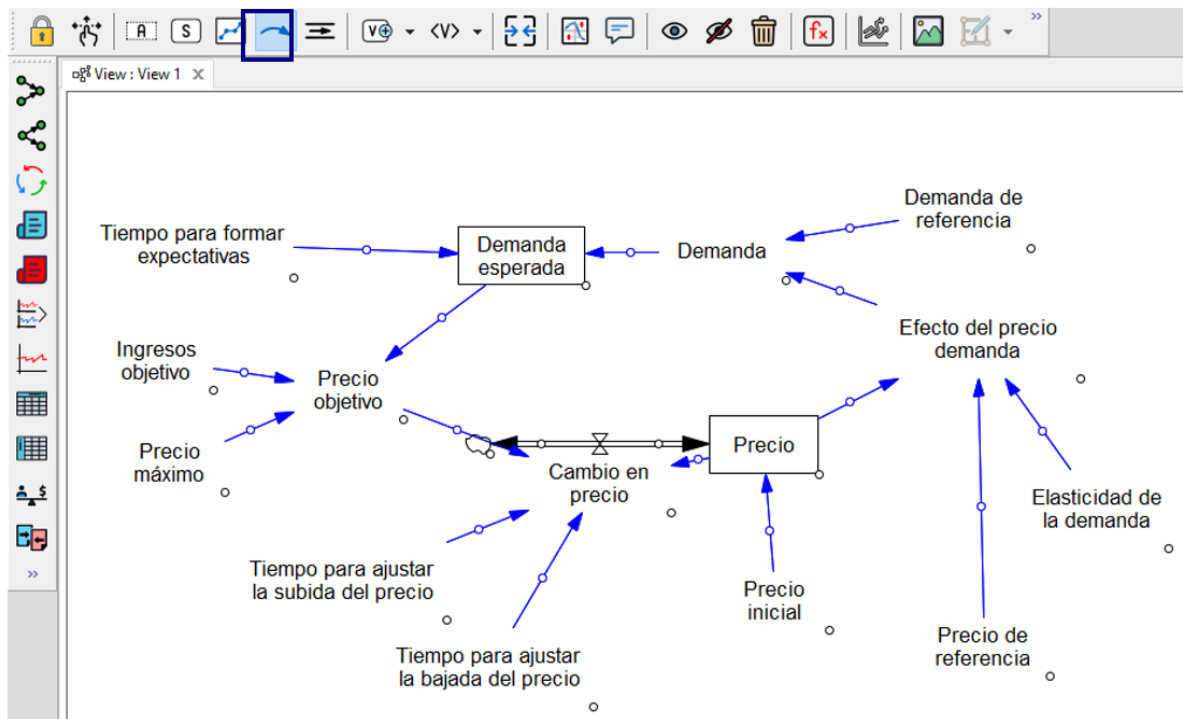 A
S
V
<V>
fx
»
View : View 1 X
Demanda de
referencia
Tiempo para formar
expectativas
Demanda
esperada
Demanda
Efecto del precio
demanda
Ingresos
objetivo
Precio
objetivo
Precio
máximo
Precio
Cambio en
precio
Elasticidad de
la demanda
Tiempo para ajustar
la subida del precio
Precio
inicial
Precio de
referencia
Tiempo para ajustar
la bajada del precio
$
»